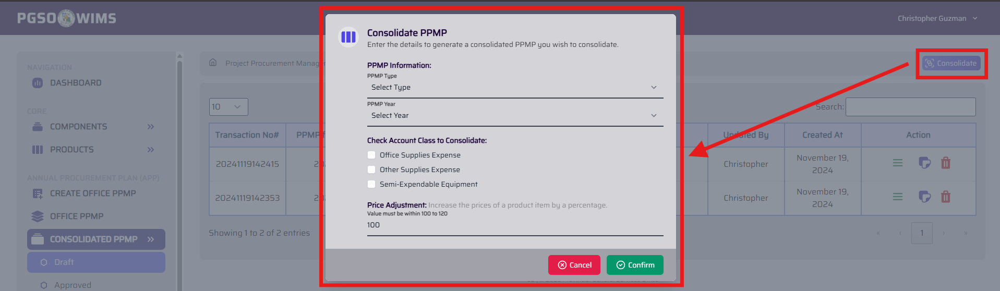 PGSO WIMS
Christopher Guzman
NAVIGATION
DASHBOARD
CORE
COMPONENTS
PRODUCTS
ANNUAL PROCUREMENT PLAN (APP)
CREATE OFFICE PPMP
OFFICE PPMP
CONSOLIDATED PPMP
Draft
Approved
Project Procurement Manage
Consolidate
10
Search:
Transaction No# PPMP Updated By Created At Action
20241119142415 20 Christopher November 19,
2024
20241119142353 20 Christopher November 19,
2024
Showing 1 to 2 of 2 entries
« ‹ 1 › »
Consolidate PPMP
Enter the details to generate a consolidated PPMP you wish to consolidate.
PPMP Information:
PPMP Type
Select Type
PPMP Year
Select Year
Check Account Class to Consolidate:
Office Supplies Expense
Other Supplies Expense
Semi-Expendable Equipment
Price Adjustment: Increase the prices of a product item by a percentage.
Value must be within 100 to 120
100
Cancel
Confirm